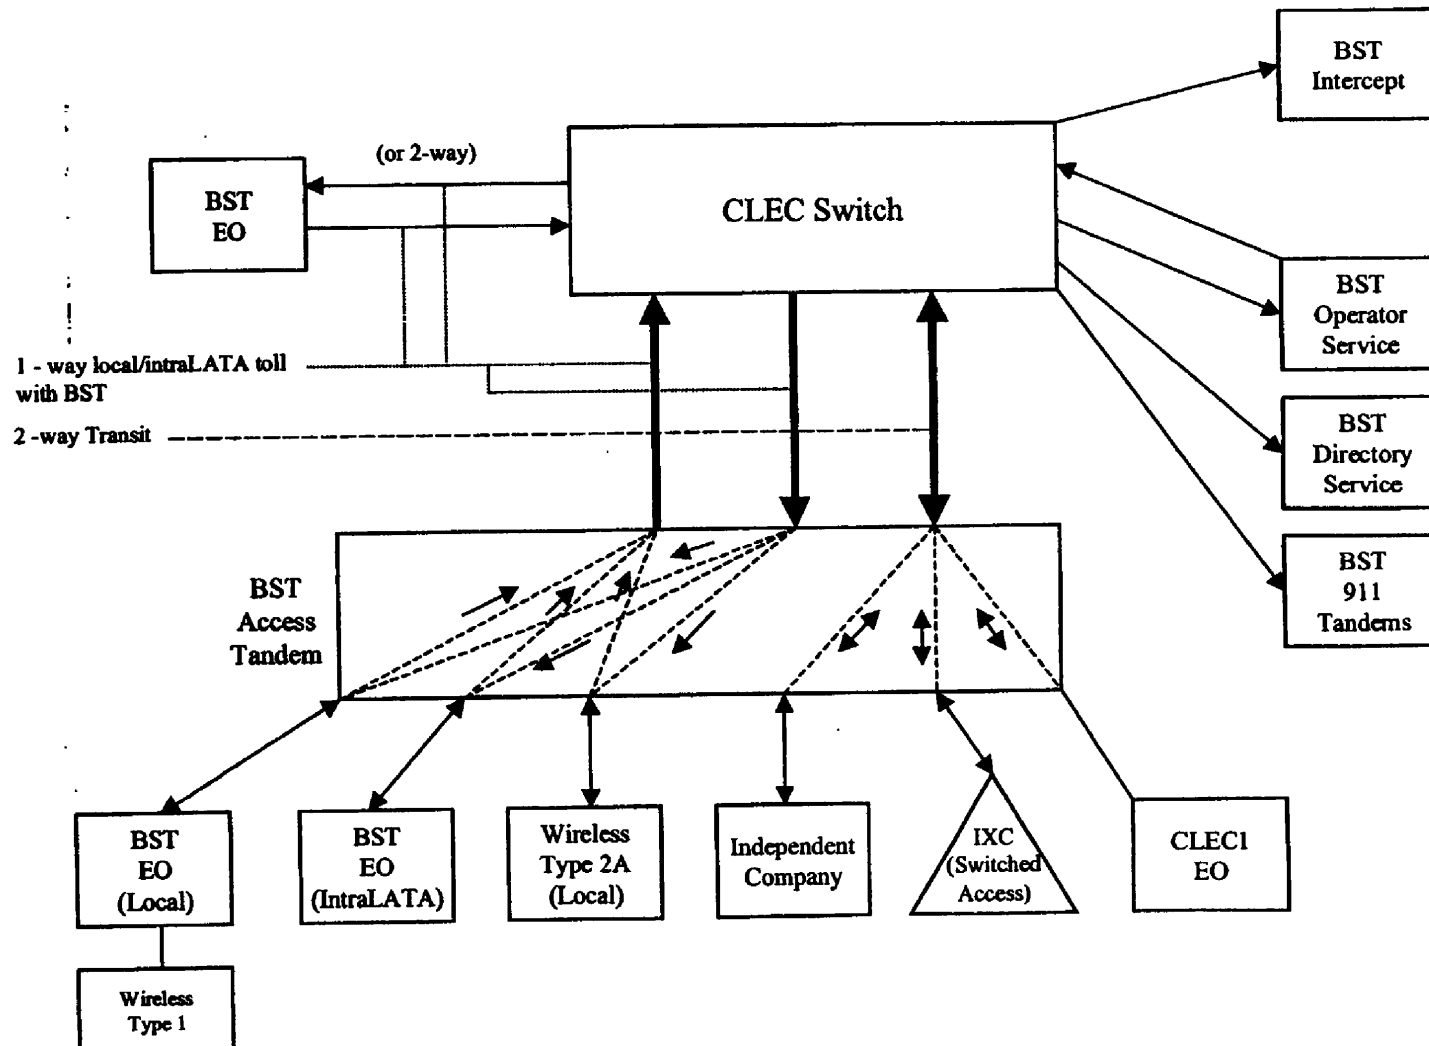 BST
Intercept
(or 2-way)
BST
EO
CLEC Switch
BST
Operator
Service
1 - way local/intraLATA toll
with BST
2 -way Transit
BST
Directory
Service
BST
911
Tandems
BST
Access
Tandem
BST
EO
(Local)
BST
EO
(IntraLATA)
Wireless
Type 2A
(Local)
Independent
Company
IXC
(Switched
Access)
CLEC1
EO
Wireless
Type 1